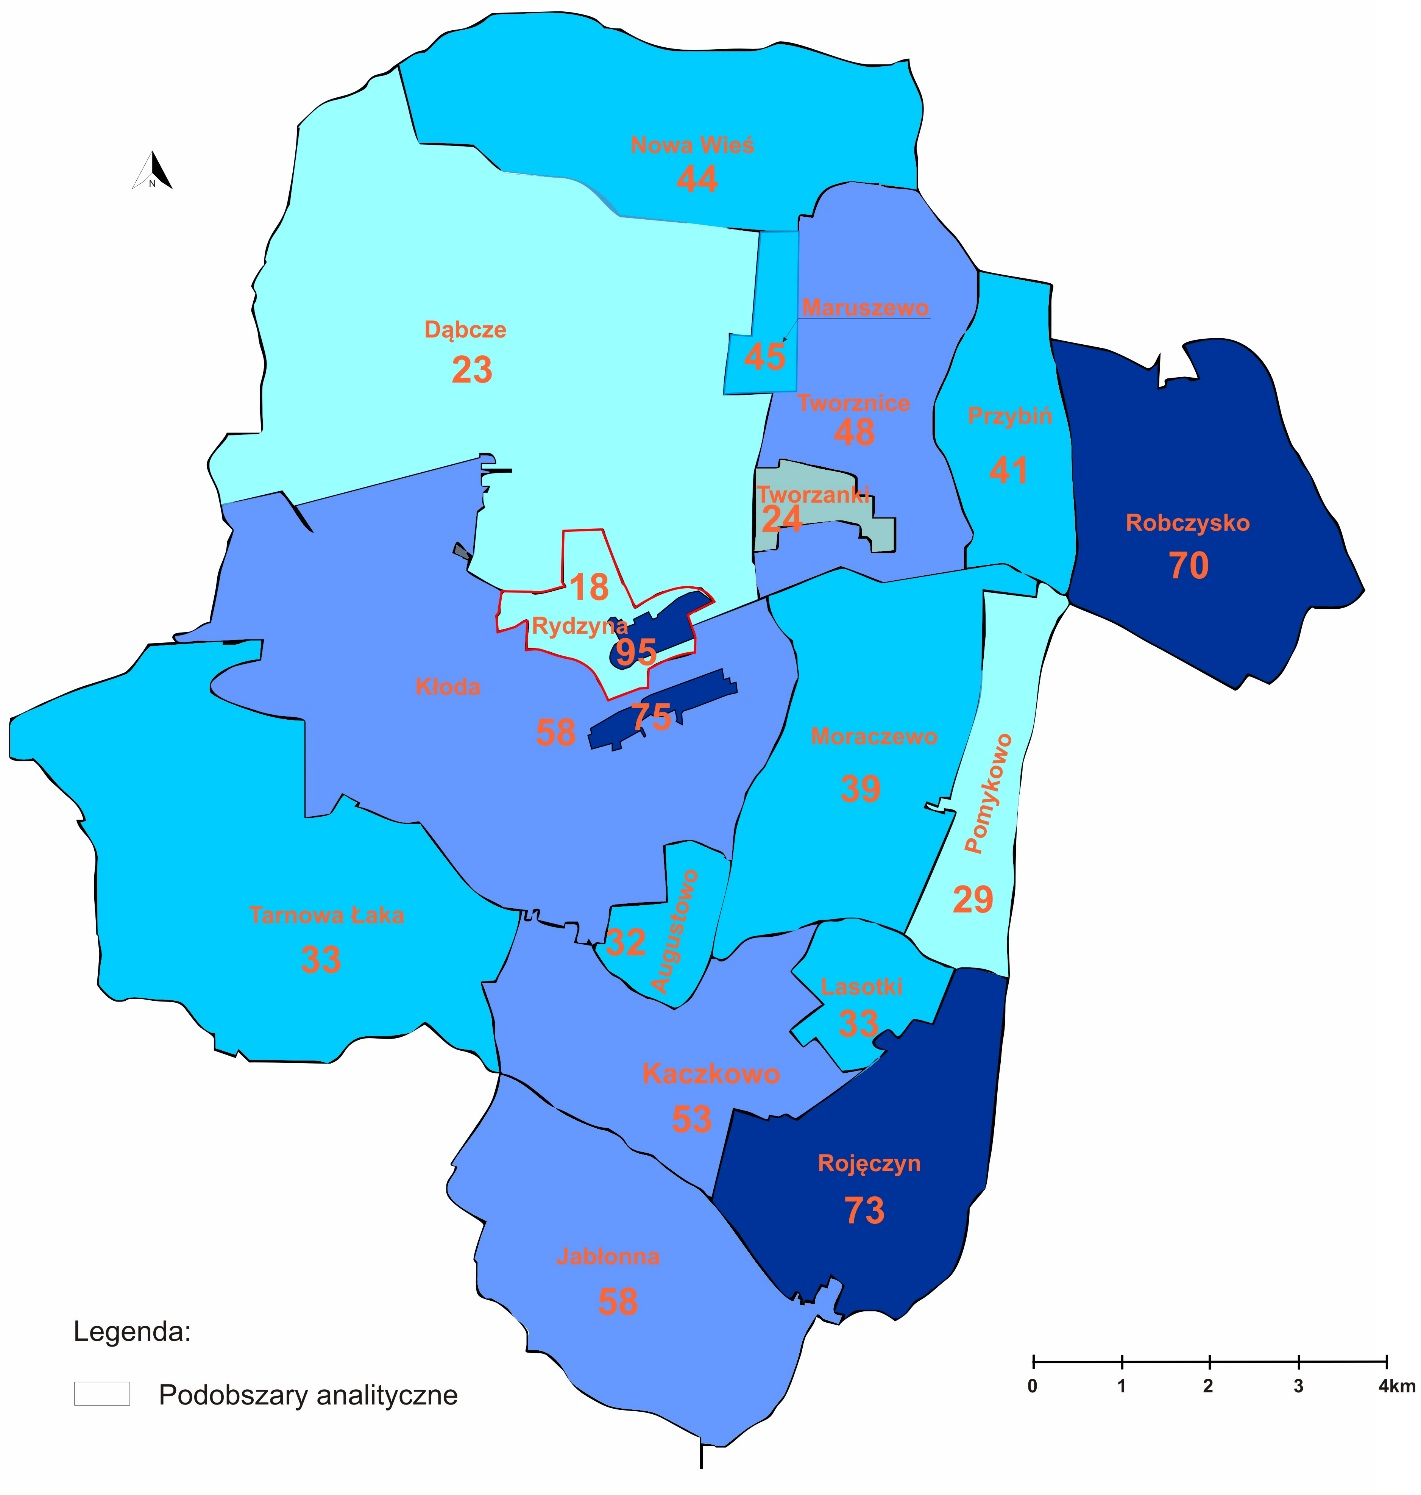 Nowa Wieś
44
N
Maruszewo
45
Dąbcze
23
Tworznice
48
Przybiń
41
Tworzanki
24
Robczysko
70
18
Rydzyna
95
Kłoda
58
75
Moraczewo
39
Pomykowo
29
Tarnowa Łąka
33
32
Augustowo
Lasotki
33
Kaczkowo
53
Rojęczyn
73
Jabłonna
58
Legenda:
Podobszary analityczne
0 1 2 3 4km